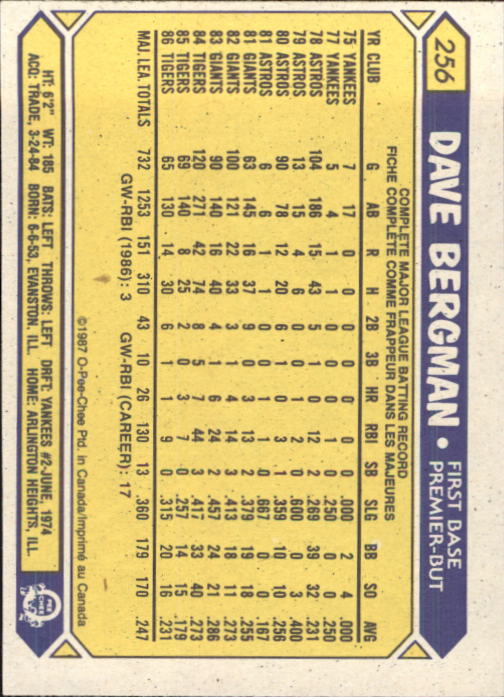 256 DAVE BERGMAN • FIRST BASE
PREMIER-BUT
COMPLETE MAJOR LEAGUE BATTING RECORD
FICHE COMPLETE COMME FRAPPEUR DANS LES MAJEURES
YR CLUB G AB R H 2B 3B HR RBI SB SLG BB SO AVG
75 YANKEES 7 17 0 0 0 0 0 0 0 .000 2 4 .000
77 YANKEES 5 4 1 1 0 0 0 1 0 .250 0 0 .250
78 ASTROS 104 186 15 43 5 1 0 12 2 .269 39 32 .231
79 ASTROS 13 15 4 6 0 0 1 2 0 .600 0 3 .400
80 ASTROS 90 78 12 20 6 1 0 3 1 .359 10 10 .256
81 ASTROS 6 6 1 1 0 0 1 1 0 .667 0 0 .167
81 GIANTS 63 145 16 37 9 0 3 13 2 .379 19 18 .255
82 GIANTS 100 121 22 33 3 1 4 14 3 .413 18 11 .273
83 GIANTS 90 140 16 40 4 1 6 24 2 .457 24 21 .286
84 TIGERS 120 271 42 74 8 5 7 44 3 .417 33 40 .273
85 TIGERS 69 140 8 25 2 0 3 7 0 .257 14 15 .179
86 TIGERS 65 130 14 30 6 1 1 9 0 .315 20 16 .231
MAJ. LEA. TOTALS 732 1253 151 310 43 10 26 130 13 .360 179 170 .247
GW-RBI (1986): 3 GW-RBI (CAREER): 17
©1987 O-Pee-Chee Ptd. in Canada/Imprimé au Canada
HT: 6'2" WT: 185 BATS: LEFT THROWS: LEFT DRFT: YANKEES #2-JUNE, 1974
ACQ: TRADE, 3-24-84 BORN: 6-6-53, EVANSTON, ILL. HOME: ARLINGTON HEIGHTS, ILL.
O PEE CHEE